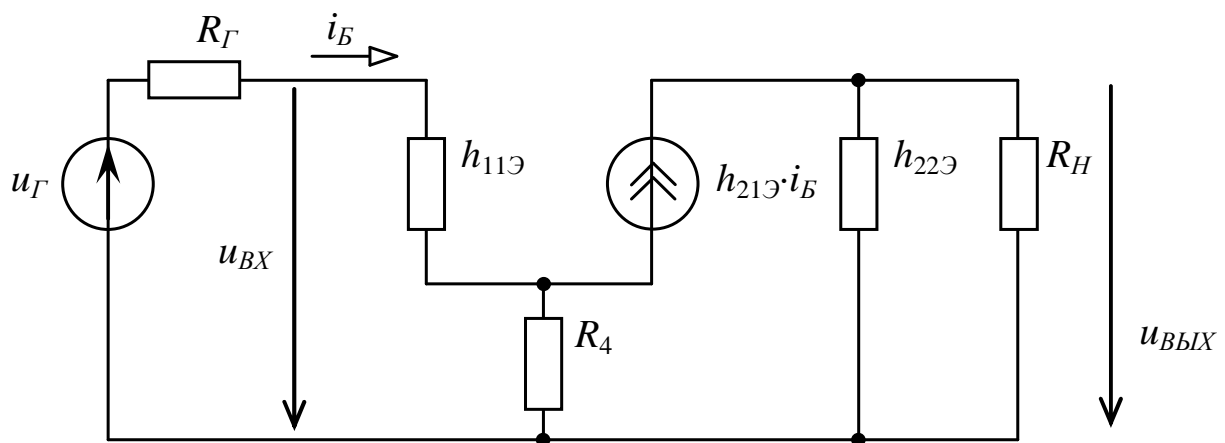 R_Г
i_Б
u_Г
u_ВХ
h_11Э
R_4
h_21Э·i_Б
h_22Э
R_Н
u_ВЫХ